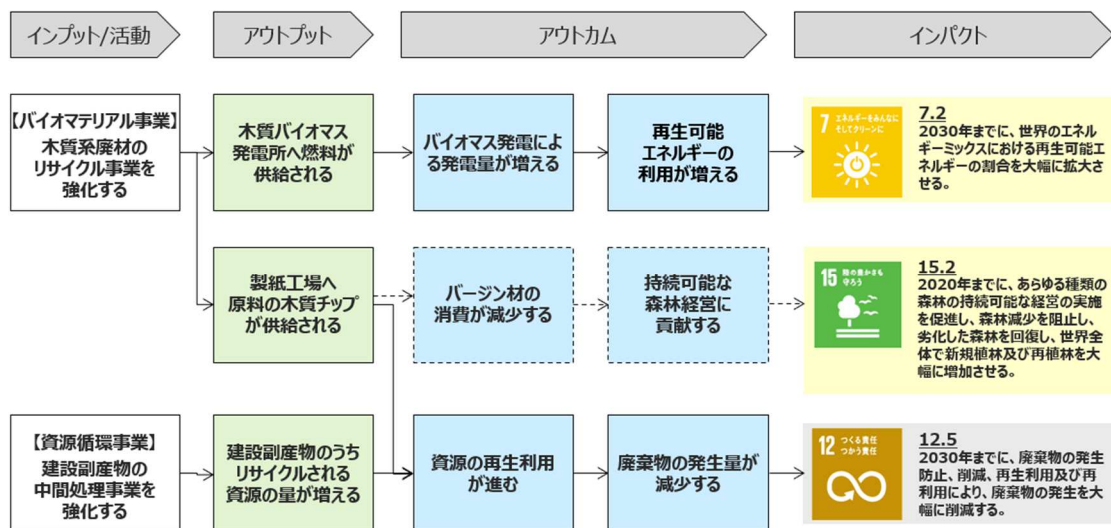 インプット/活動
アウトプット
アウトカム
インパクト
【バイオマテリアル事業】
木質系廃材の
リサイクル事業を
強化する
木質バイオマス
発電所へ燃料が
供給される
バイオマス発電によ
る発電量が増える
再生可能
エネルギーの
利用が増える
7 エネルギーをみんなに
そしてクリーンに
7.2
2030年までに、世界のエネル
ギーミックスにおける再生可能エ
ネルギーの割合を大幅に拡大さ
せる。
製紙工場へ
原料の木質チップ
が供給される
バージン材の
消費が減少する
持続可能な
森林経営に
貢献する
15 陸の豊かさも
守ろう
15.2
2020年までに、あらゆる種類の
森林の持続可能な経営の実施
を促進し、森林減少を阻止し、
劣化した森林を回復し、世界全
体で新規植林及び再植林を大
幅に増加させる。
【資源循環事業】
建設副産物の
中間処理事業を
強化する
建設副産物のうち
リサイクルされる
資源の量が増える
資源の再生利用
が進む
廃棄物の発生量が
減少する
12 つくる責任
つかう責任
12.5
2030年までに、廃棄物の発生
防止、削減、再生利用及び再
利用により、廃棄物の発生を大
幅に削減する。